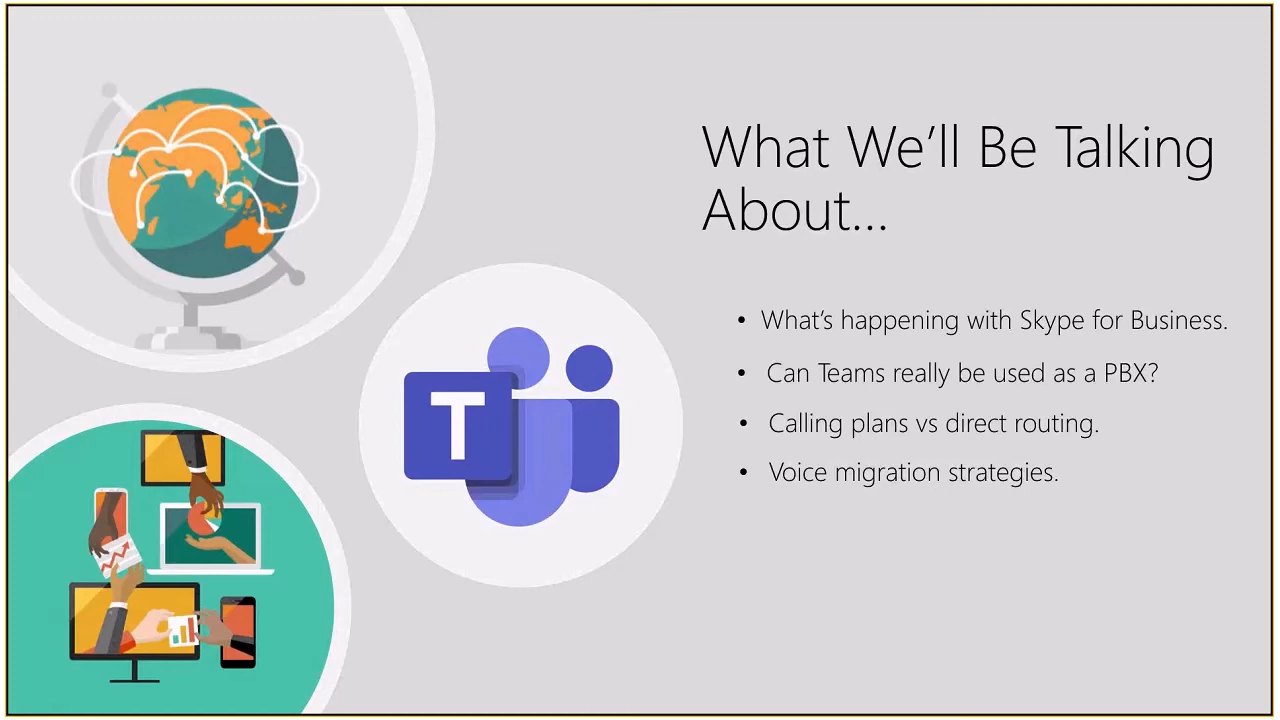 What We’ll Be Talking
About...
• What’s happening with Skype for Business.
• Can Teams really be used as a PBX?
• Calling plans vs direct routing.
• Voice migration strategies.
T